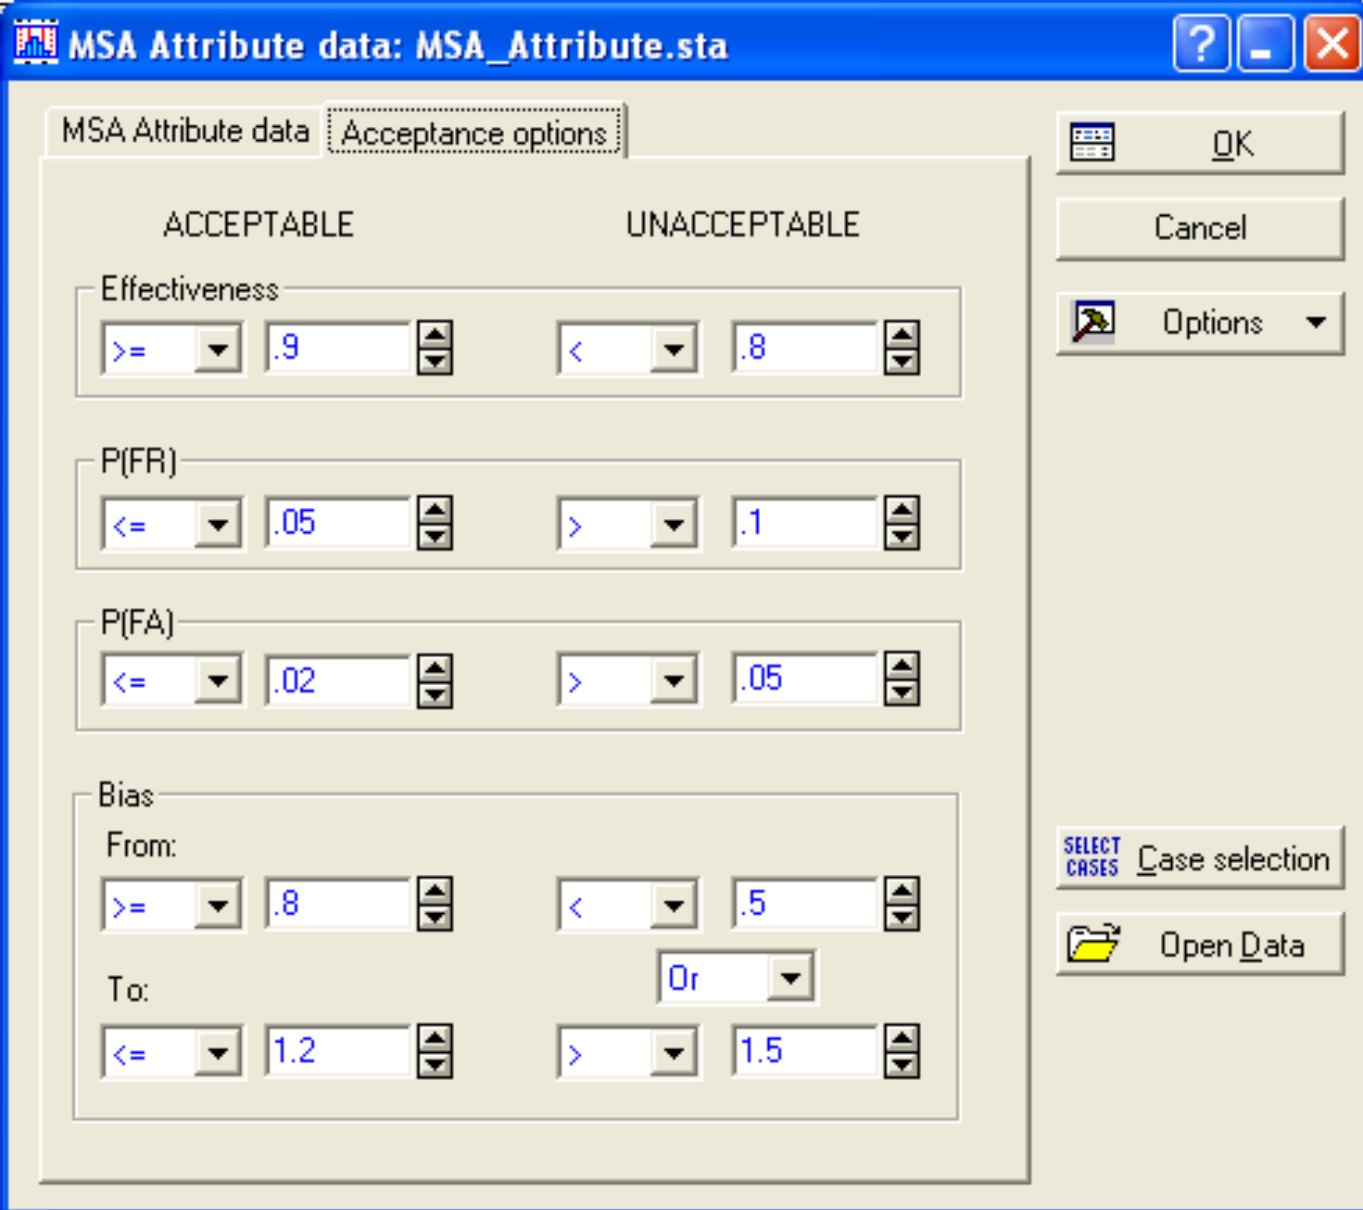 MSA Attribute data: MSA_Attribute.sta
?
MSA Attribute data Acceptance options
OK
ACCEPTABLE UNACCEPTABLE
Cancel
Effectiveness
>= .9 < .8
Options
P(FR)
<= .05 > .1
P(FA)
<= .02 > .05
Bias
From:
>= .8 < .5
SELECT CASES Case selection
Or
To:
Open Data
<= 1.2 > 1.5